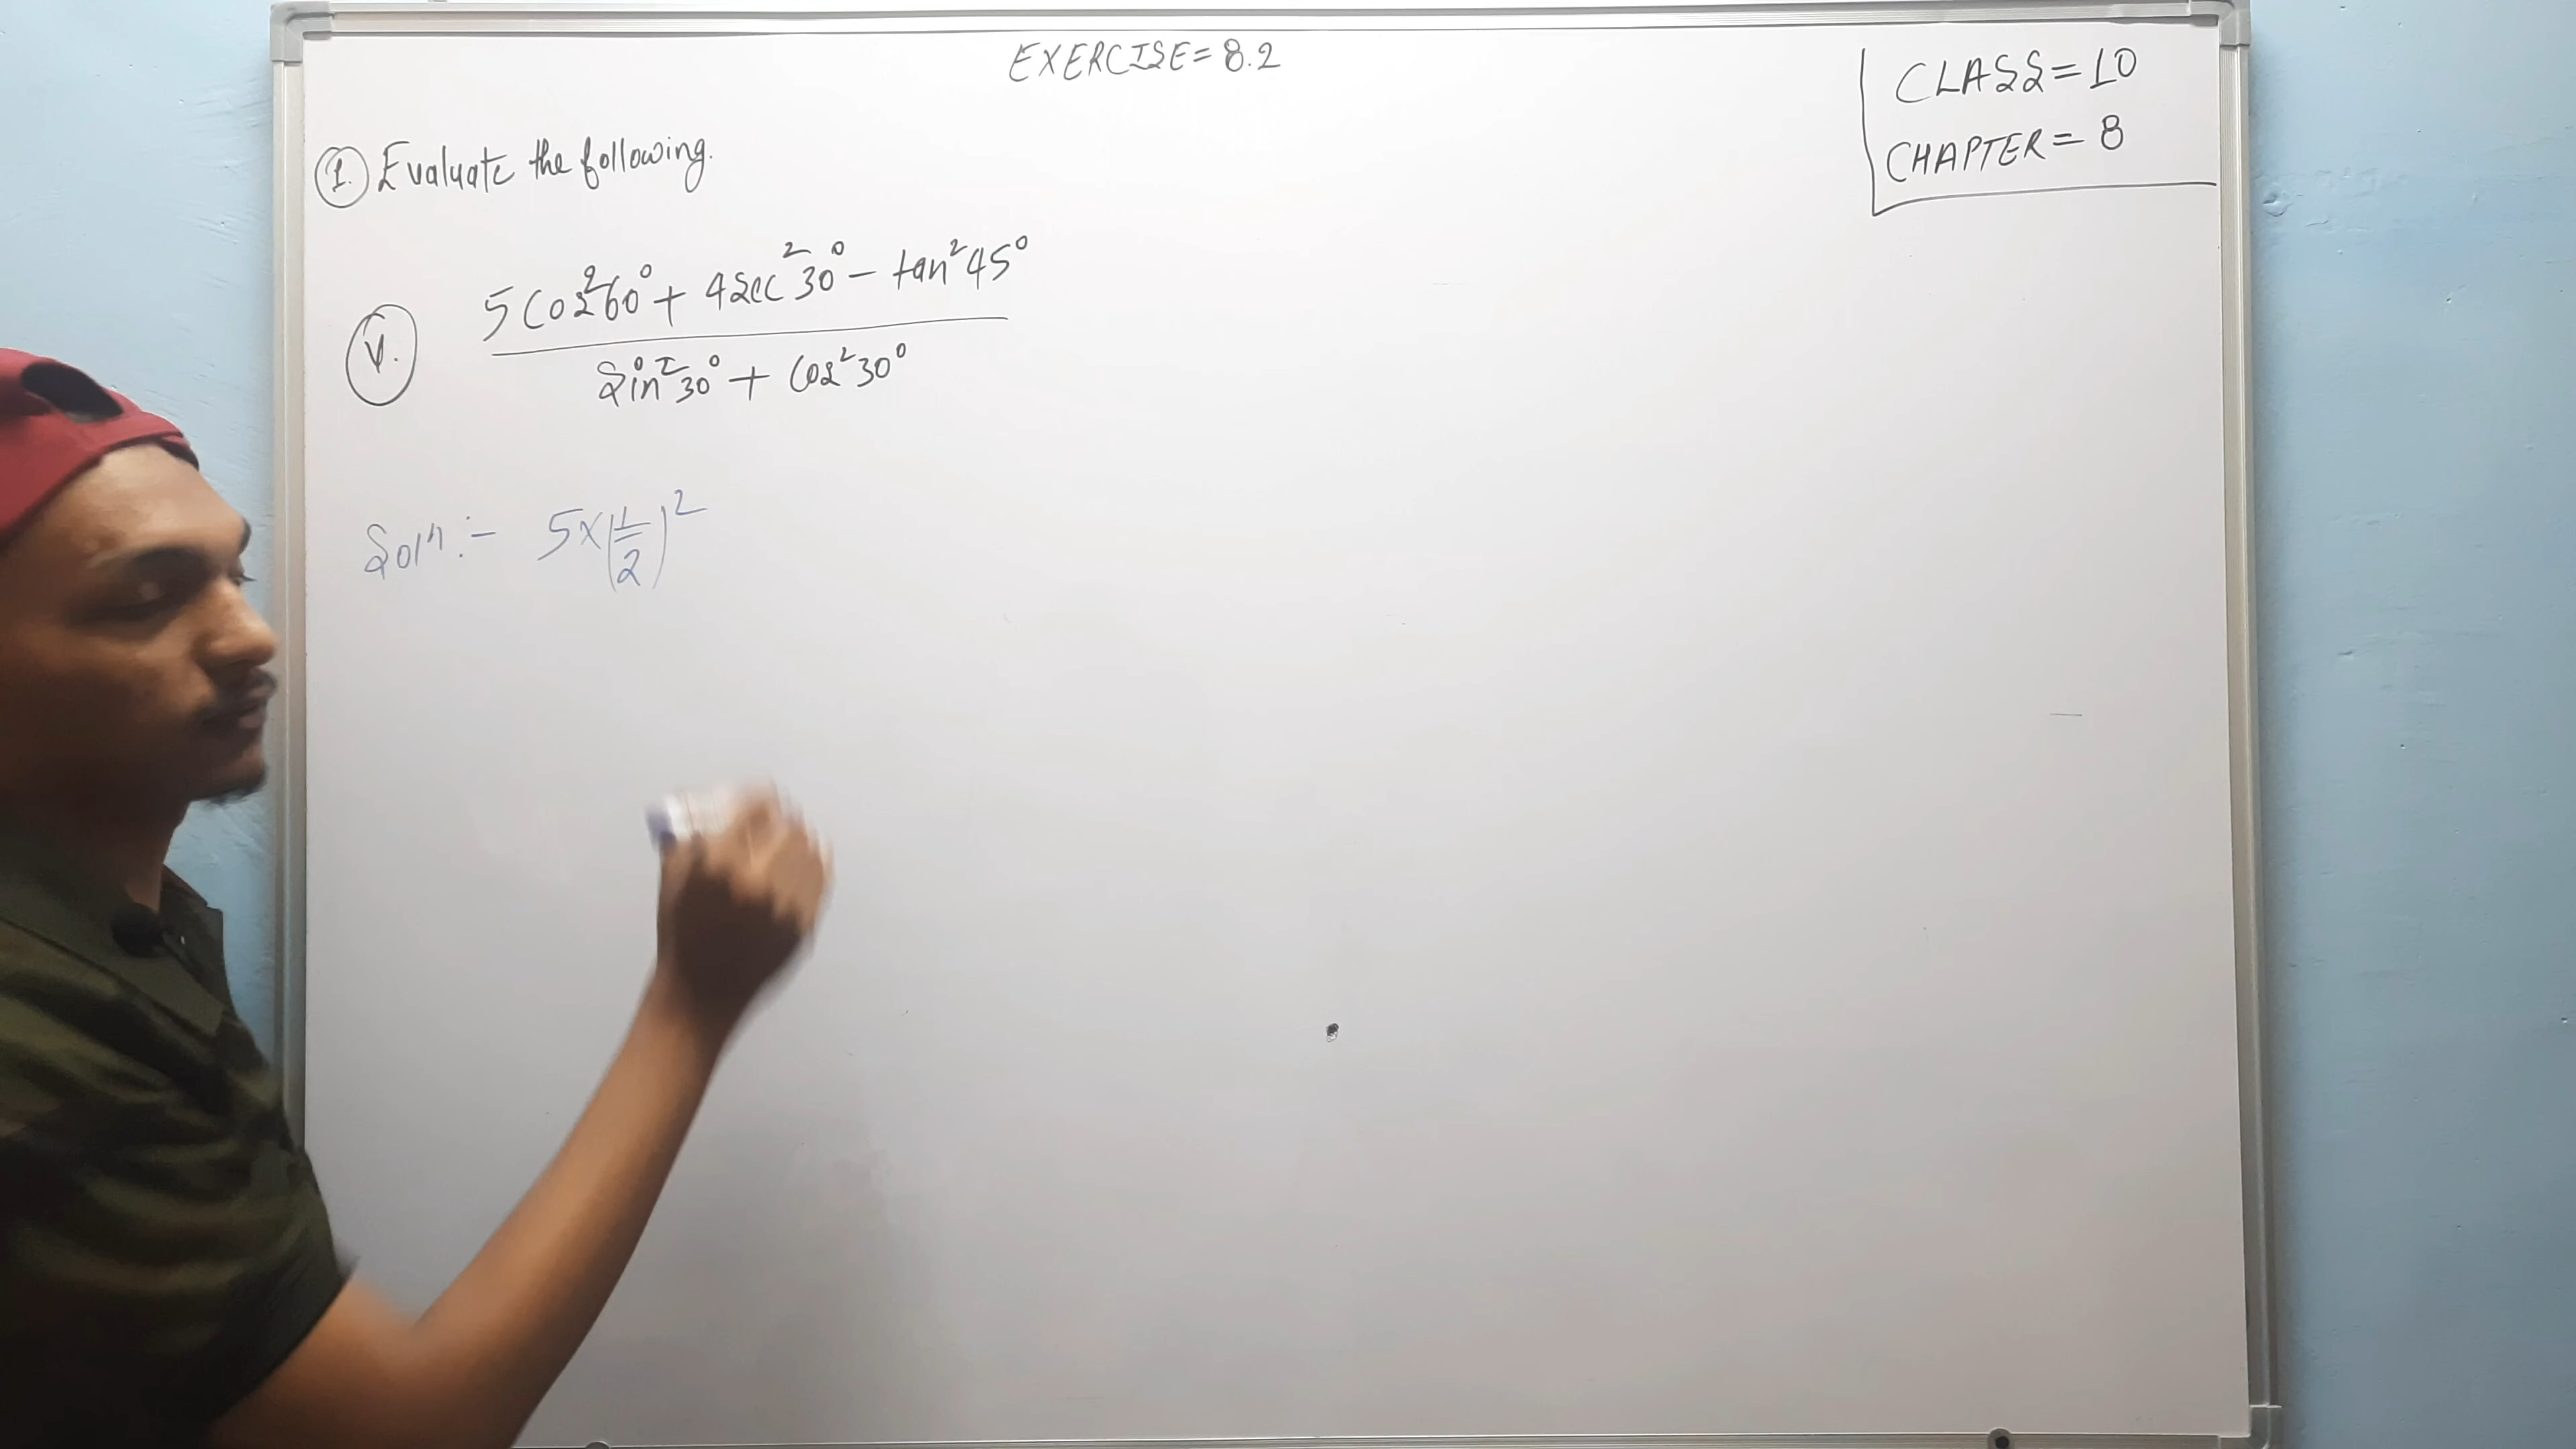 EXERCISE=8.2
CLASS=10
CHAPTER=8
1. Evaluate the following.
V. 5Cos²60°+4Sec²30°-tan²45°
Sin²30°+Cos²30°
Solⁿ:- 5×(1/2)²